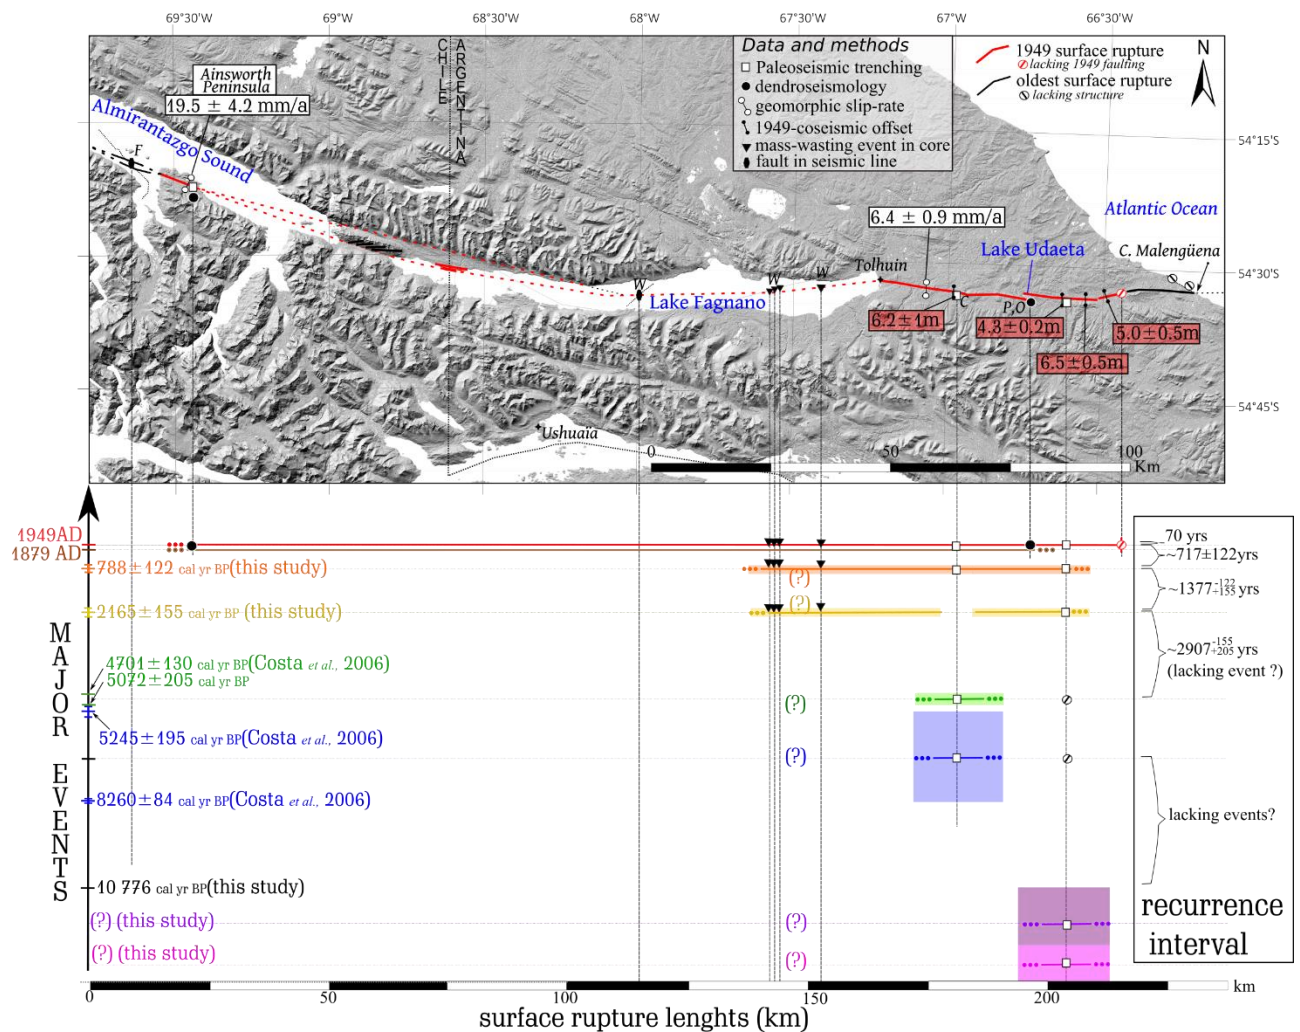 69°30'W
69°W
68°30'W
68°W
67°30'W
67°W
66°30'W
CHILE
ARGENTINA
Data and methods
Paleoseismic trenching
dendroseismology
geomorphic slip-rate
1949-coseismic offset
mass-wasting event in core
fault in seismic line
1949 surface rupture
lacking 1949 faulting
oldest surface rupture
lacking structure
N
Ainsworth
Peninsula
19.5 ± 4.2 mm/a
Almirantazgo Sound
F
54°15'S
6.4 ± 0.9 mm/a
Atlantic Ocean
Lake Udaeta
C. Malengüena
Tolhuin
54°30'S
W
W
W
Lake Fagnano
C
P,O
6.2±1m
4.3±0.2m
5.0±0.5m
6.5±0.5m
54°45'S
Ushuaïa
0
50
100
Km
1949AD
1879 AD
788±122 cal yr BP(this study)
(?)
2165±155 cal yr BP (this study)
(?)
4701±130 cal yr BP(Costa et al., 2006)
5072±205 cal yr BP
(?)
5245±195 cal yr BP(Costa et al., 2006)
(?)
8260±84 cal yr BP(Costa et al., 2006)
10 776 cal yr BP(this study)
(?) (this study)
(?)
(?) (this study)
(?)
MAJOR EVENTS
70 yrs
~717±122yrs
~1377-122+155 yrs
~2907-155+205 yrs
(lacking event ?)
lacking events?
recurrence
interval
0
50
100
150
200
km
surface rupture lenghts (km)